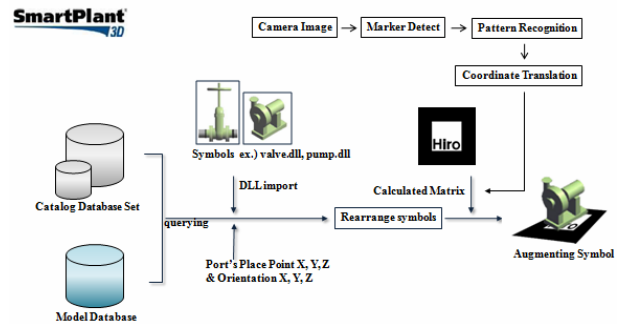 SmartPlant
3D
Camera Image
Marker Detect
Pattern Recognition
Coordinate Translation
Symbols ex.) valve.dll, pump.dll
Hiro
DLL import
Calculated Matrix
Catalog Database Set
querying
Rearrange symbols
Augmenting Symbol
Port's Place Point X, Y, Z
& Orientation X, Y, Z
Model Database